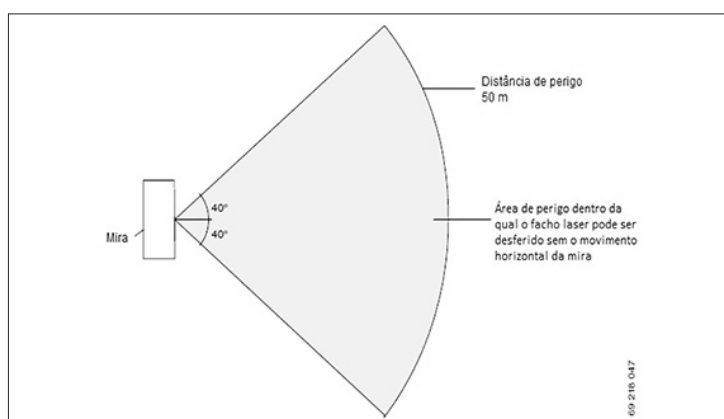 Distância de perigo
50 m
40°
40°
Mira
Área de perigo dentro da
qual o facho laser pode ser
desferido sem o movimento
horizontal da mira
69 216 047